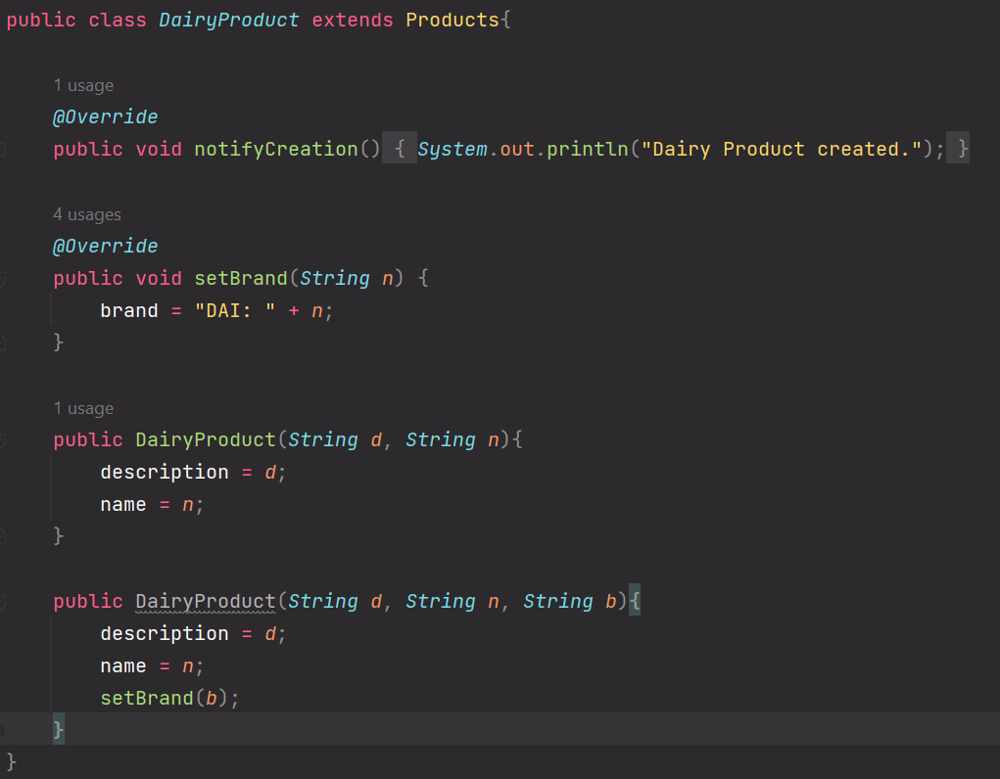 public class DairyProduct extends Products{
1 usage
@Override
public void notifyCreation() { System.out.println("Dairy Product created."); }
4 usages
@Override
public void setBrand(String n) {
brand = "DAI: " + n;
}
1 usage
public DairyProduct(String d, String n){
description = d;
name = n;
}
public DairyProduct(String d, String n, String b){
description = d;
name = n;
setBrand(b);
}
}